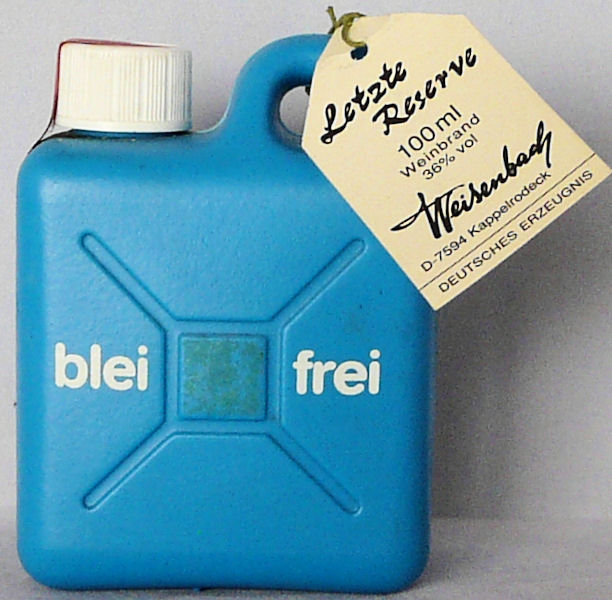 Letzte
Reserve
100 ml
Weinbrand
36% vol
Weisenbach
D-7594 Kappelrodeck
DEUTSCHES ERZEUGNIS
blei frei